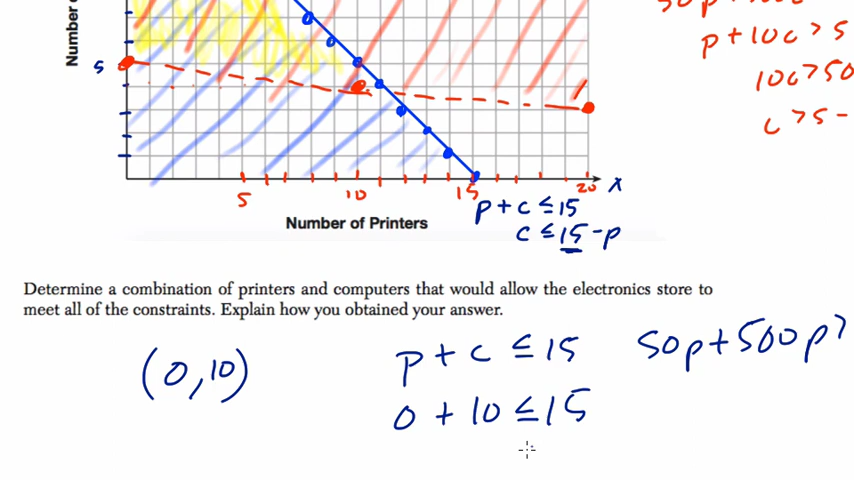 Number o
50p +
p + 10c > 5
10c > 50
c > 5 -
5
5
10
15
20 x
Number of Printers
p + c ≤ 15
c ≤ 15 - p
Determine a combination of printers and computers that would allow the electronics store to
meet all of the constraints. Explain how you obtained your answer.
(0, 10)
p + c ≤ 15
50p + 500p >
0 + 10 ≤ 15